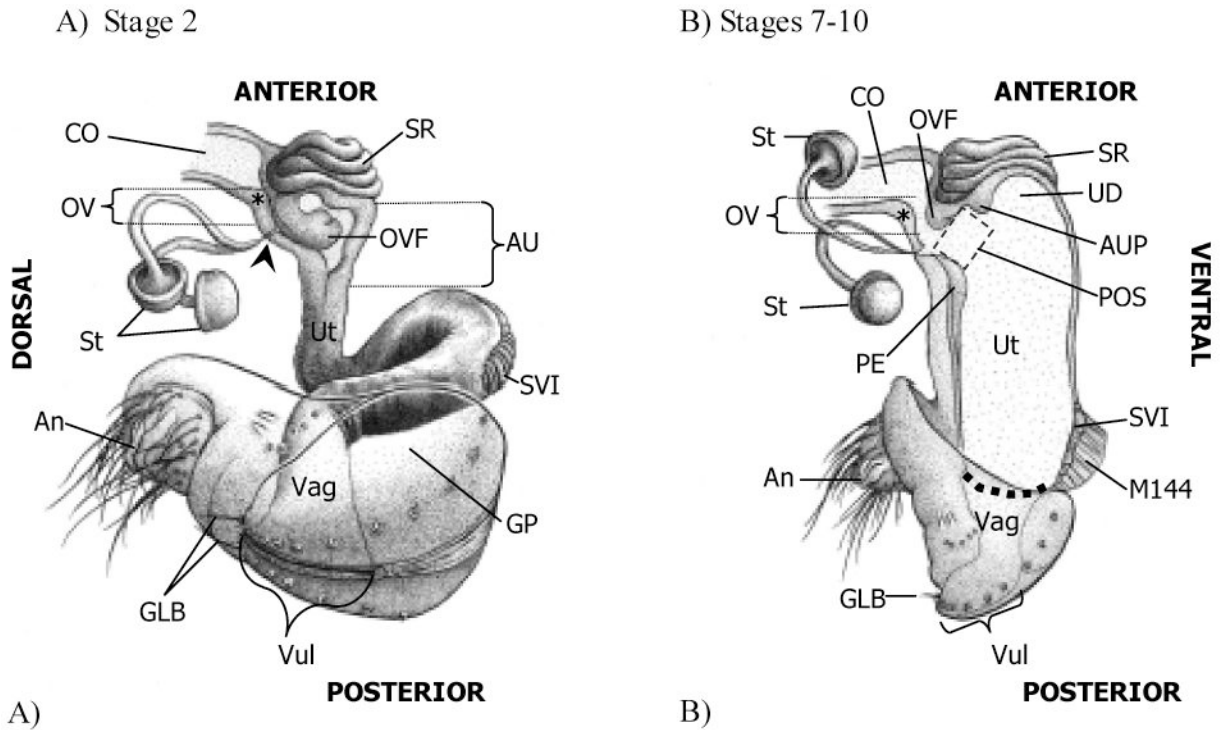 A) Stage 2
B) Stages 7-10
ANTERIOR
CO
SR
OV
*
OVF
AU
DORSAL
St
Ut
SVI
An
Vag
GP
GLB
Vul
POSTERIOR
A)
ANTERIOR
CO
OVF
St
SR
UD
OV
*
AUP
POS
VENTRAL
St
Ut
PE
SVI
An
M144
Vag
GLB
Vul
POSTERIOR
B)